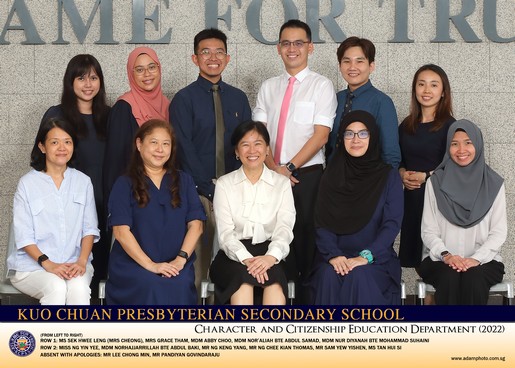 AME FOR TRU
KUO CHUAN PRESBYTERIAN SECONDARY SCHOOL
CHARACTER AND CITIZENSHIP EDUCATION DEPARTMENT (2022)
(FROM LEFT TO RIGHT)
ROW 1: MS SEK HWEE LENG (MRS CHEONG), MRS GRACE THAM, MDM ABBY CHOO, MDM NOR'ALIAH BTE ABDUL SAMAD, MDM NUR DIYANAH BTE MOHAMMAD SUHAINI
ROW 2: MISS NG YIN YEE, MDM NORHAJJARRILLAH BTE ABDUL BAKI, MR NG KENG YANG, MR NG CHEE KIAN THOMAS, MR SAM YEW YISHEN, MS TAN HUI SI
ABSENT WITH APOLOGIES: MR LEE CHONG MIN, MR PANDIYAN GOVINDARAJU
www.adamphoto.com.sg